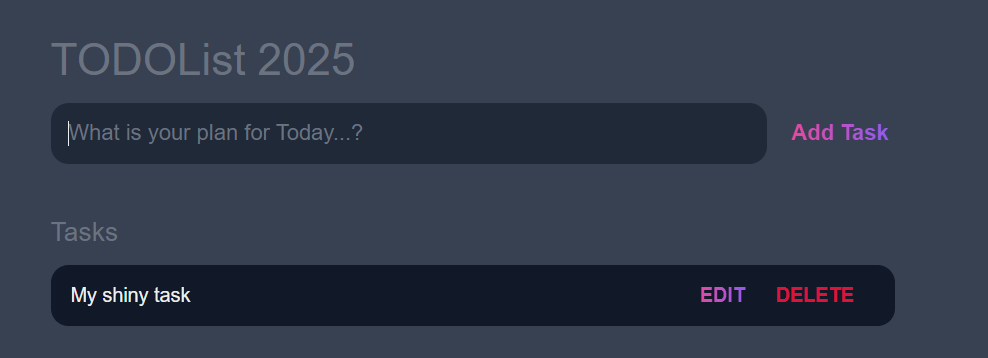 TODOList 2025
What is your plan for Today...?
Add Task
Tasks
My shiny task
EDIT
DELETE